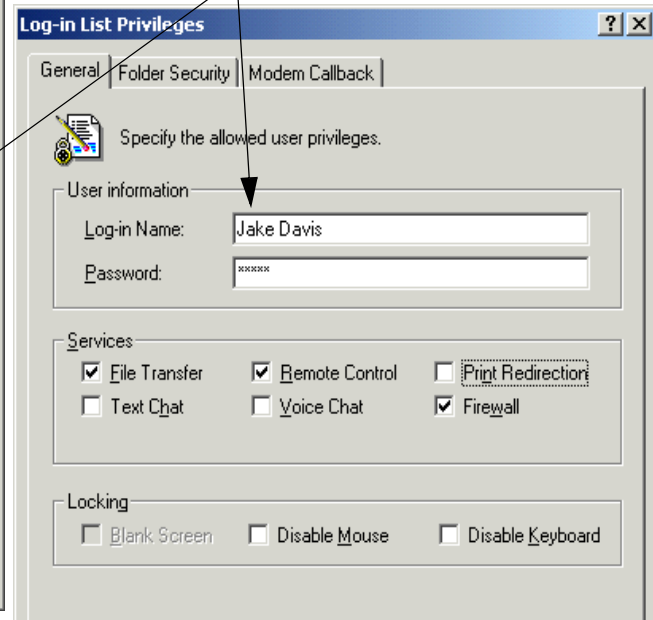 Log-in List Privileges
General Folder Security Modem Callback
Specify the allowed user privileges.
User information
Log-in Name: Jake Davis
Password: *****
Services
File Transfer Remote Control Print Redirection
Text Chat Voice Chat Firewall
Locking
Blank Screen Disable Mouse Disable Keyboard